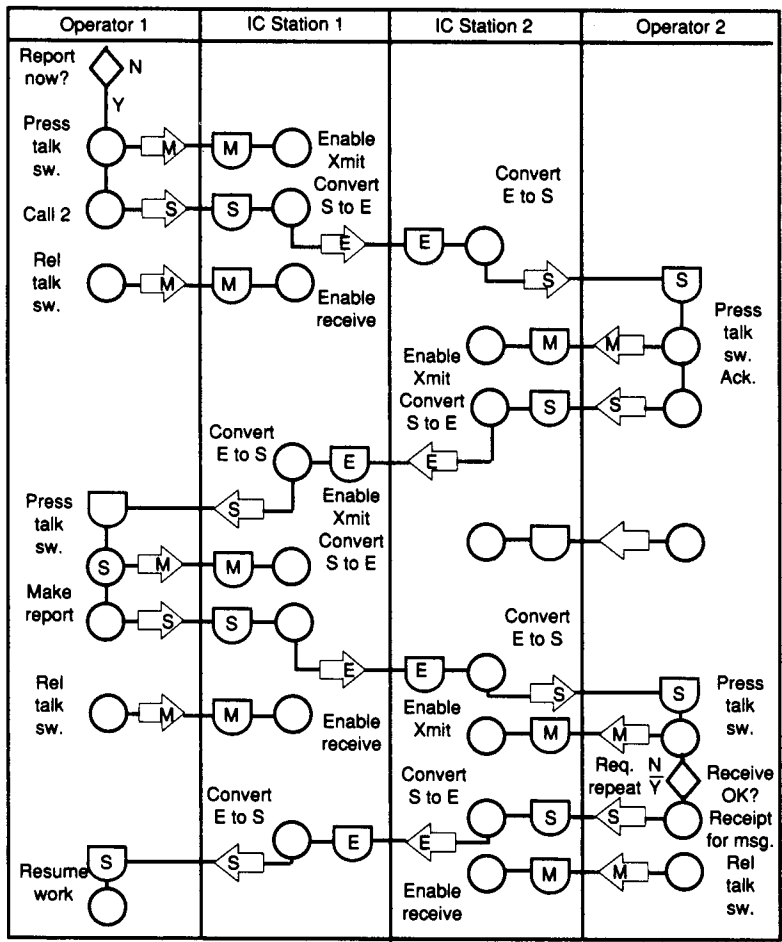 Operator 1
IC Station 1
IC Station 2
Operator 2
Report
now?
N
Y
Press
talk
sw.
M
M
Enable
Xmit
Convert
S to E
Call 2
S
S
Convert
E to S
E
E
Rel
talk
sw.
M
M
Enable
receive
S
S
Press
talk
sw.
Ack.
Enable
Xmit
Convert
S to E
M
M
S
S
Convert
E to S
E
E
S
Enable
Xmit
Convert
S to E
Press
talk
sw.
S
M
M
Make
report
S
S
Convert
E to S
E
E
S
S
Rel
talk
sw.
M
M
Enable
receive
Enable
Xmit
M
M
Press
talk
sw.
Req.
repeat
N
Y
Receive
OK?
Receipt
for msg.
Convert
S to E
S
S
Convert
E to S
E
E
S
S
Resume
work
Enable
receive
M
M
Rel
talk
sw.